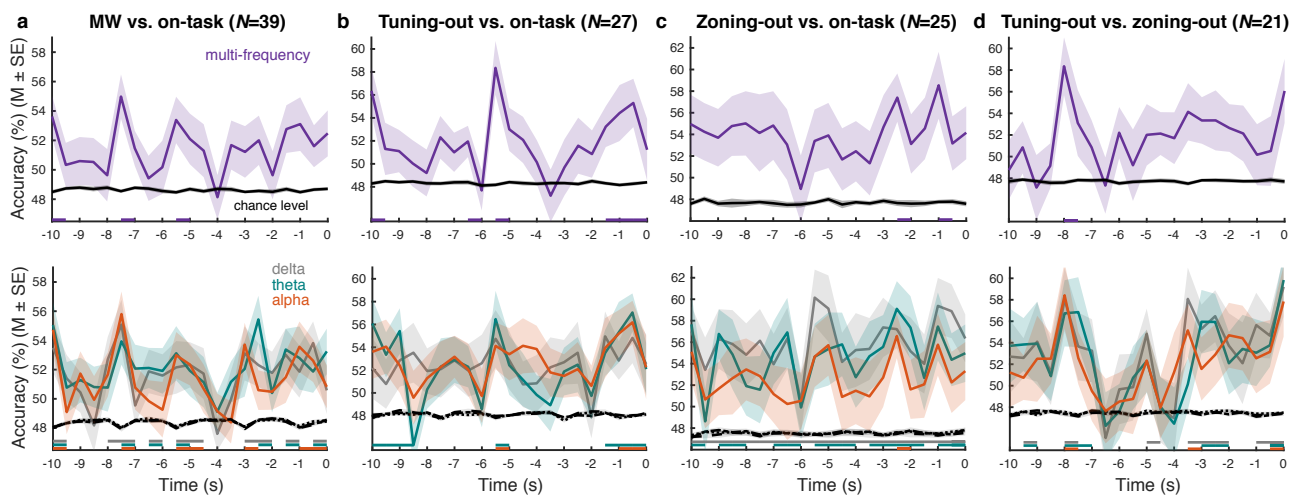 a MW vs. on-task (N=39) b Tuning-out vs. on-task (N=27) c Zoning-out vs. on-task (N=25) d Tuning-out vs. zoning-out (N=21)
Accuracy (%) (M ± SE)
58
56
54
52
50
48
multi-frequency
chance level
-10 -9 -8 -7 -6 -5 -4 -3 -2 -1 0
60
58
56
54
52
50
48
-10 -9 -8 -7 -6 -5 -4 -3 -2 -1 0
62
60
58
56
54
52
50
48
-10 -9 -8 -7 -6 -5 -4 -3 -2 -1 0
60
58
56
54
52
50
48
-10 -9 -8 -7 -6 -5 -4 -3 -2 -1 0
Accuracy (%) (M ± SE)
58
56
54
52
50
48
delta
theta
alpha
-10 -9 -8 -7 -6 -5 -4 -3 -2 -1 0
Time (s)
60
58
56
54
52
50
48
-10 -9 -8 -7 -6 -5 -4 -3 -2 -1 0
Time (s)
62
60
58
56
54
52
50
48
-10 -9 -8 -7 -6 -5 -4 -3 -2 -1 0
Time (s)
60
58
56
54
52
50
48
-10 -9 -8 -7 -6 -5 -4 -3 -2 -1 0
Time (s)